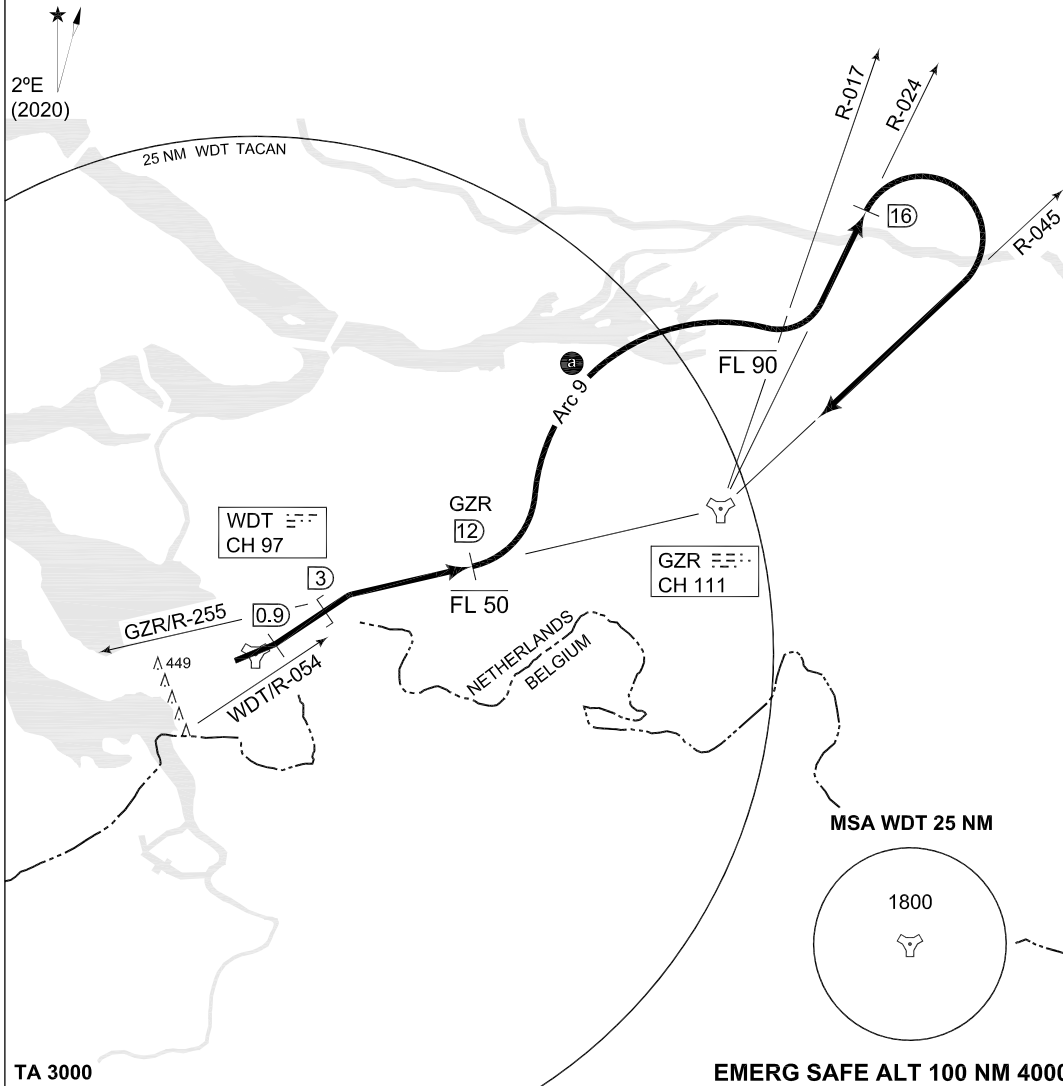 2ºE
(2020)
25 NM WDT TACAN
R-017
R-024
16
R-045
a
FL 90
Arc 9
GZR
12
WDT
CH 97
GZR
CH 111
3
FL 50
GZR/R-255
0.9
449
WDT/R-054
NETHERLANDS
BELGIUM
MSA WDT 25 NM
1800
TA 3000
EMERG SAFE ALT 100 NM 4000